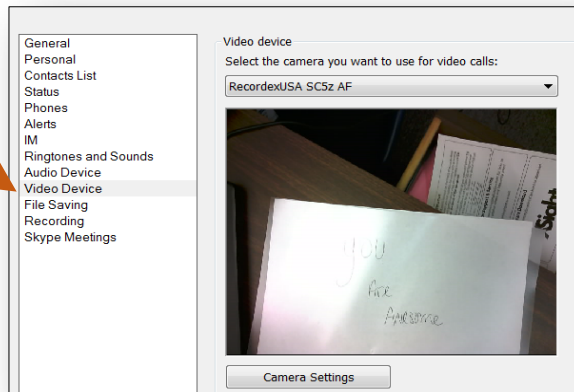 General
Personal
Contacts List
Status
Phones
Alerts
IM
Ringtones and Sounds
Audio Device
Video Device
File Saving
Recording
Skype Meetings
Video device
Select the camera you want to use for video calls:
RecordexUSA SC5z AF
Sight
you
Are
Awesome
Camera Settings